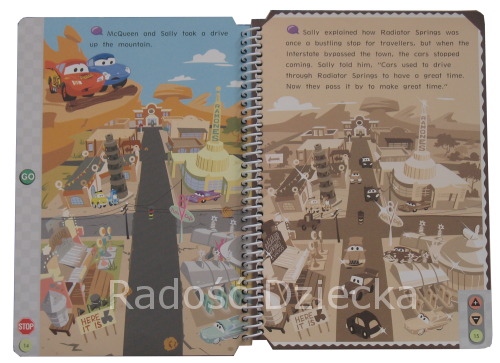 McQueen and Sally took a drive
up the mountain.
GO
HERE
IT IS
STOP
14
Sally explained how Radiator Springs was
once a bustling stop for travellers, but when the
Interstate bypassed the town, the cars stopped
coming. Sally told him, "Cars used to drive
through Radiator Springs to have a great time.
Now they pass it by to make great time."
HERE
IT IS
15
Radość Dziecka